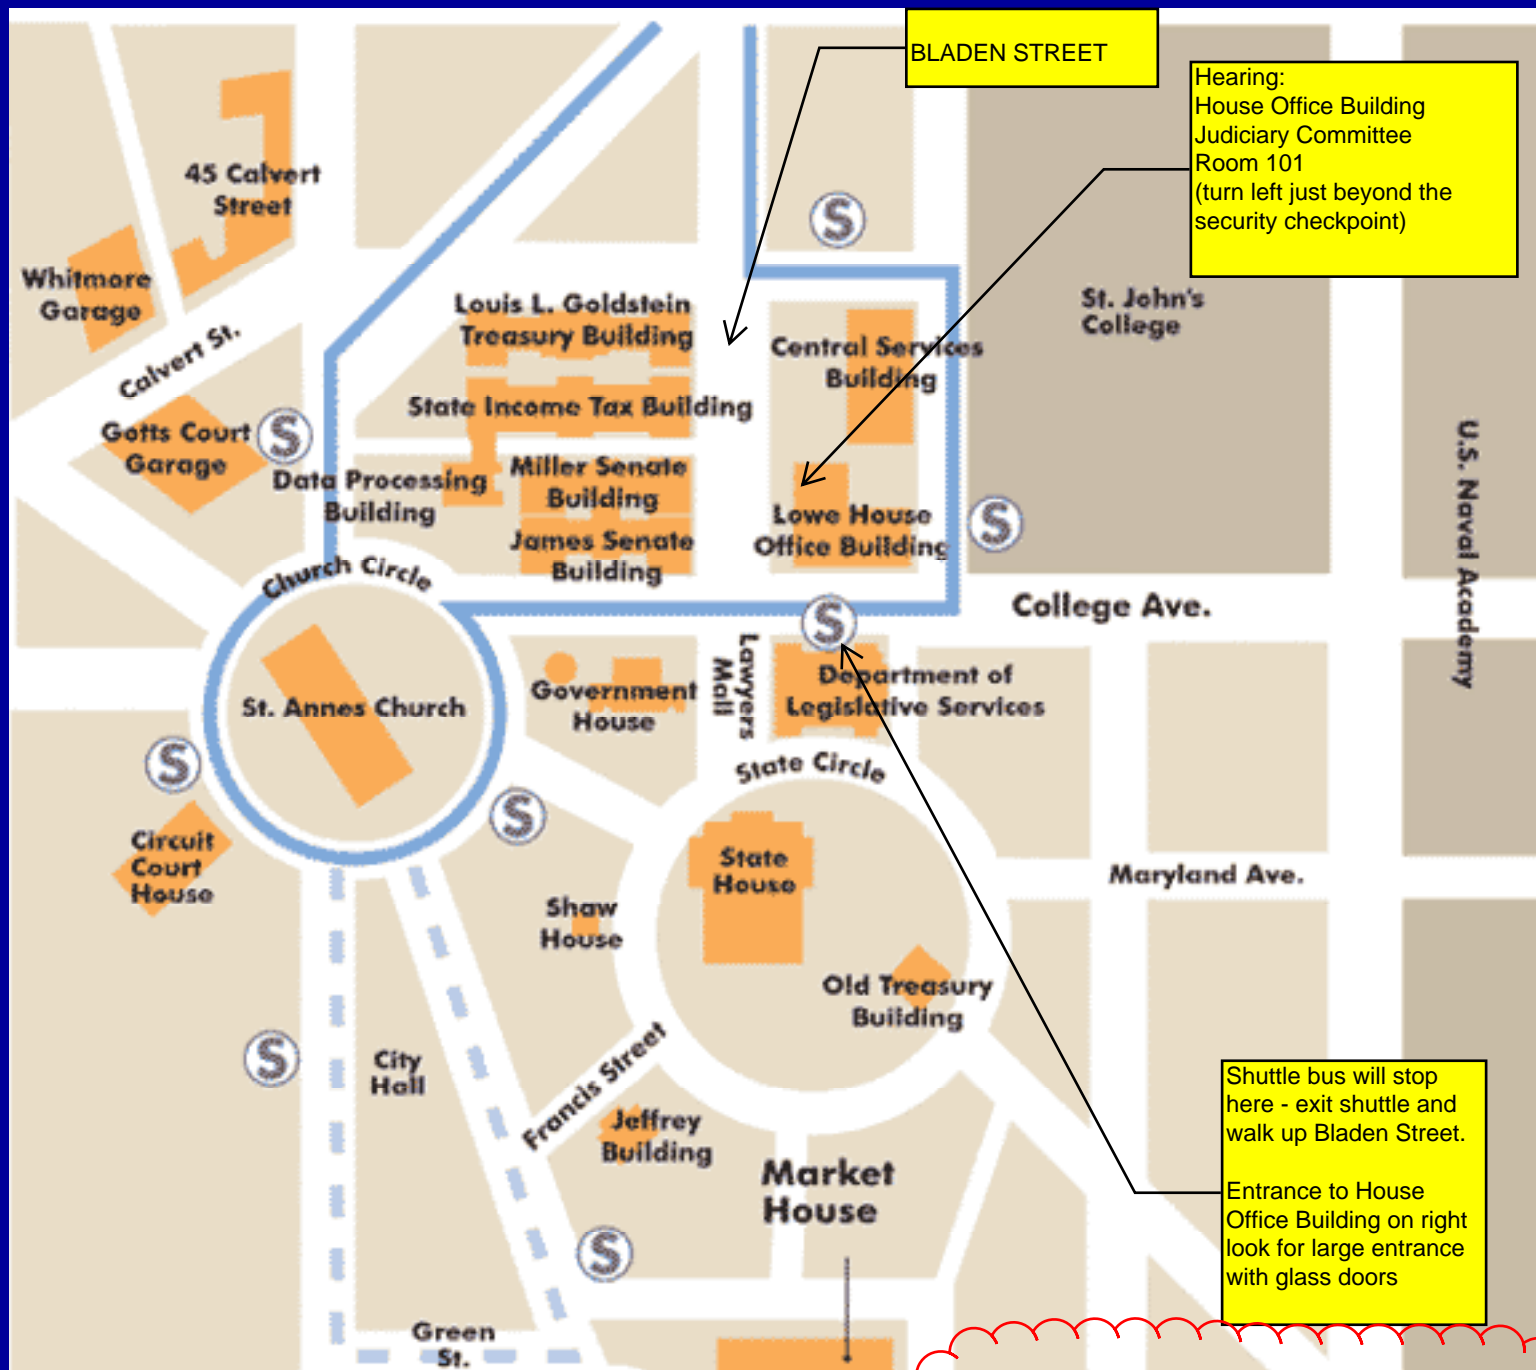 BLADEN STREET
Hearing:
House Office Building
Judiciary Committee
Room 101
(turn left just beyond the
security checkpoint)
45 Calvert
Street
S
Whitmore
Garage
Louis L. Goldstein
Treasury Building
St. John's
College
Calvert St.
Central Services
Building
State Income Tax Building
Gotts Court
Garage
S
Data Processing
Building
Miller Senate
Building
Lowe House
Office Building
S
James Senate
Building
U.S. Naval Academy
Church Circle
College Ave.
S
Lawyers
Mall
St. Annes Church
Government
House
Department of
Legislative Services
S
State Circle
S
Circuit
Court
House
State
House
Maryland Ave.
Shaw
House
Old Treasury
Building
S
City
Hall
Francis Street
Jeffrey
Building
Market
House
S
Shuttle bus will stop
here - exit shuttle and
walk up Bladen Street.
Entrance to House
Office Building on right
look for large entrance
with glass doors
Green
St.